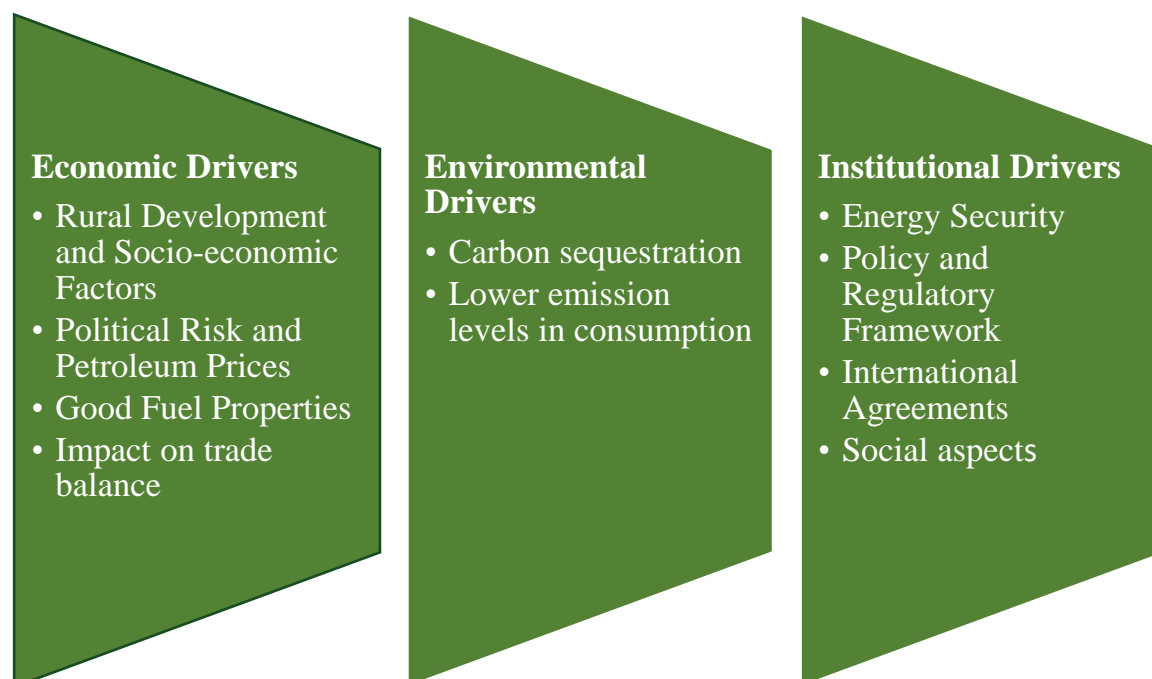 Economic Drivers
• Rural Development
and Socio-economic
Factors
• Political Risk and
Petroleum Prices
• Good Fuel Properties
• Impact on trade
balance
Environmental
Drivers
• Carbon sequestration
• Lower emission
levels in consumption
Institutional Drivers
• Energy Security
• Policy and
Regulatory
Framework
• International
Agreements
• Social aspects